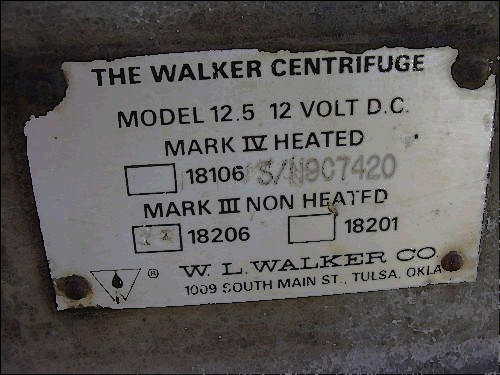 THE WALKER CENTRIFUGE
MODEL 12.5 12 VOLT D.C.
MARK IV HEATED
18106 S/N9C7420
MARK III NON HEATED
18206 18201
® W. L. WALKER CO.
1009 SOUTH MAIN ST., TULSA, OKLA